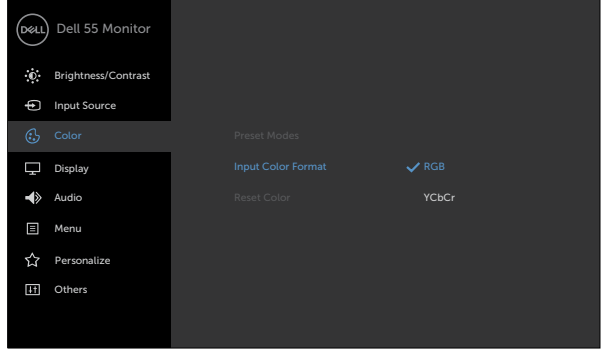 DELL Dell 55 Monitor
Brightness/Contrast
Input Source
Color
Preset Modes
Display
Input Color Format RGB
Audio
Reset Color YCbCr
Menu
Personalize
Others